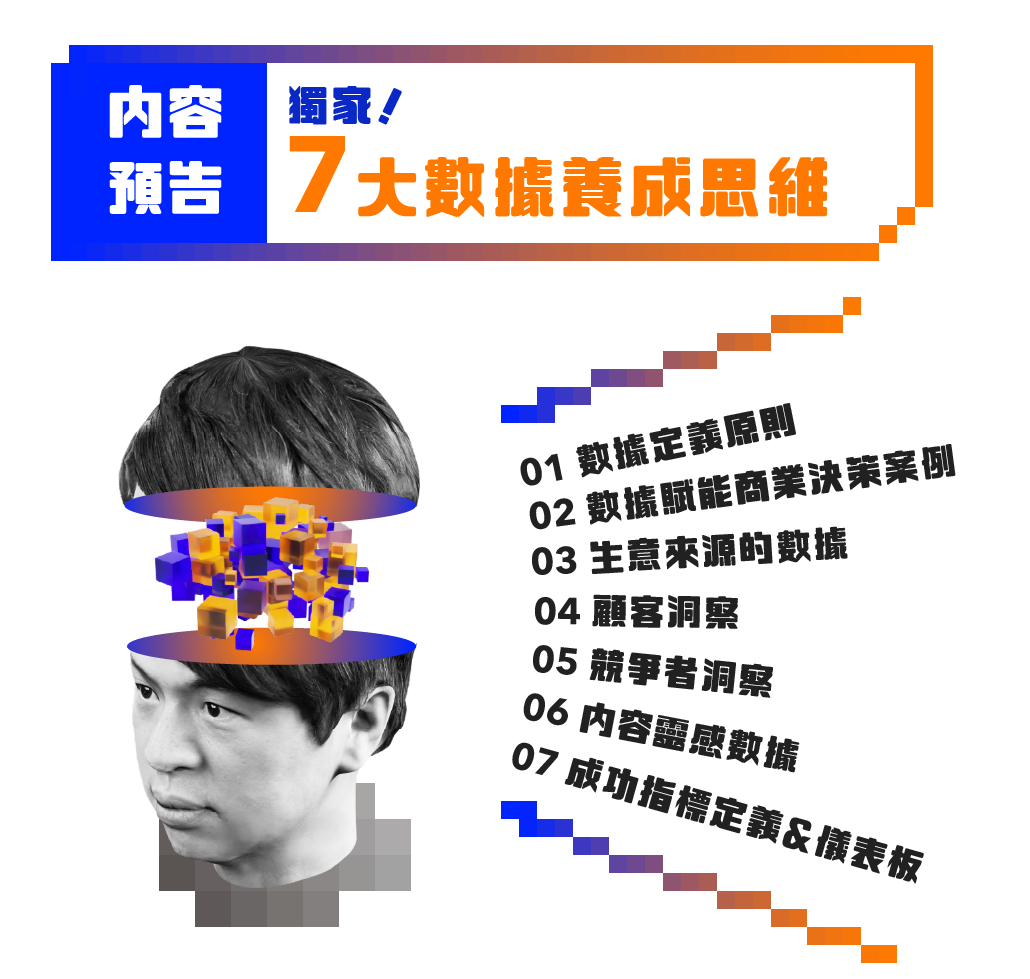 內容
預告
獨家!
7大數據養成思維
01 數據定義原則
02 數據賦能商業決策案例
03 生意來源的數據
04 顧客洞察
05 競爭者洞察
06 內容靈感數據
07 成功指標定義&儀表板